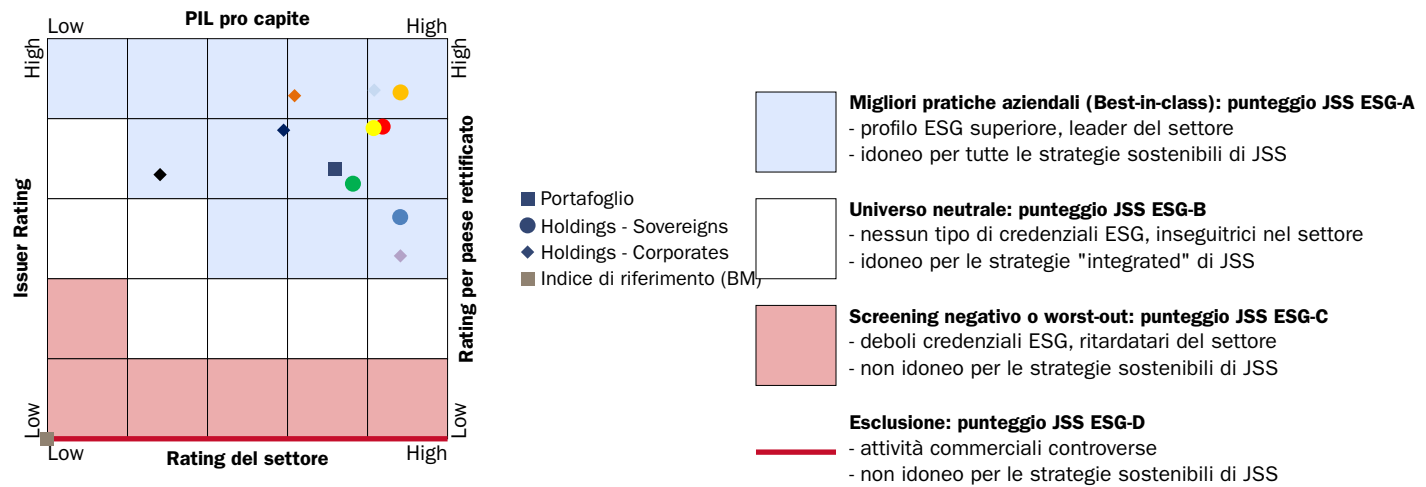 PIL pro capite
Low
High
High
High
Issuer Rating
Rating per paese rettificato
Low
Low
Low
High
Rating del settore
Portafoglio
Holdings - Sovereigns
Holdings - Corporates
Indice di riferimento (BM)
Migliori pratiche aziendali (Best-in-class): punteggio JSS ESG-A
- profilo ESG superiore, leader del settore
- idoneo per tutte le strategie sostenibili di JSS
Universo neutrale: punteggio JSS ESG-B
- nessun tipo di credenziali ESG, inseguitrici nel settore
- idoneo per le strategie "integrated" di JSS
Screening negativo o worst-out: punteggio JSS ESG-C
- deboli credenziali ESG, ritardatari del settore
- non idoneo per le strategie sostenibili di JSS
Esclusione: punteggio JSS ESG-D
- attività commerciali controverse
- non idoneo per le strategie sostenibili di JSS